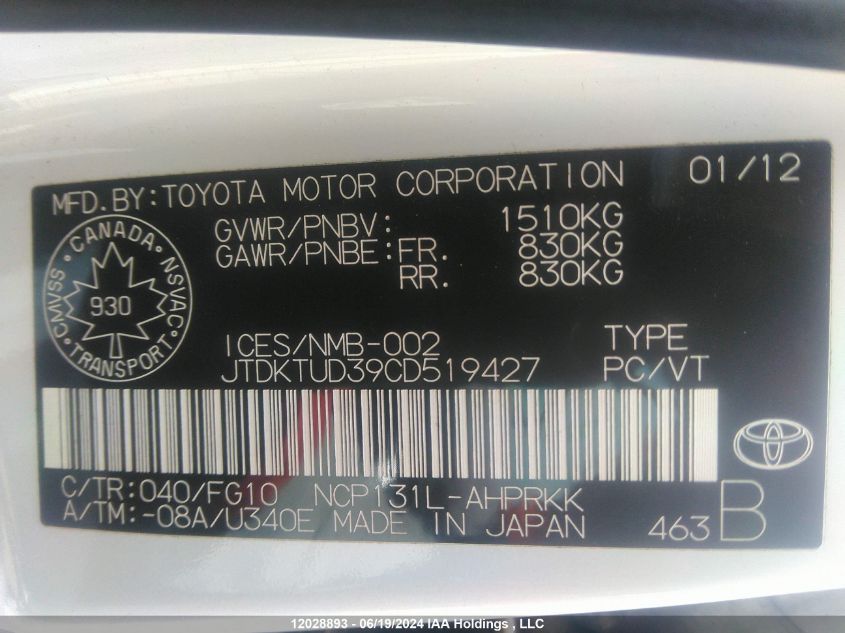 MFD.BY:TOYOTA MOTOR CORPORATION 01/12
GVWR/PNBV: 1510KG
GAWR/PNBE:FR. 830KG
RR. 830KG
CANADA
CMVSS NSVAC
930
TRANSPORT
ICES/NMB-002 TYPE
JTDKTUD39CD519427 PC/VT
C/TR:040/FG10 NCP131L-AHPRKK
A/TM:-08A/U340E MADE IN JAPAN 463 B
12028893 - 06/19/2024 IAA Holdings , LLC